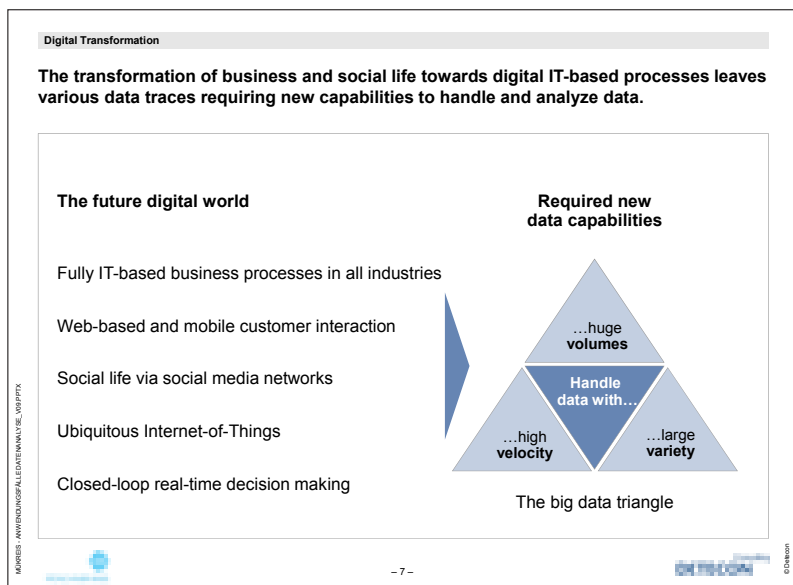 Digital Transformation
The transformation of business and social life towards digital IT-based processes leaves
various data traces requiring new capabilities to handle and analyze data.
The future digital world
Fully IT-based business processes in all industries
Web-based and mobile customer interaction
Social life via social media networks
Ubiquitous Internet-of-Things
Closed-loop real-time decision making
Required new
data capabilities
…huge
volumes
Handle
data with…
…high
velocity
…large
variety
The big data triangle
MÜKREIS - ANWENDUNGSFÄLLE DATENANALYSE_V09.PPTX
– 7 –
© Detecon